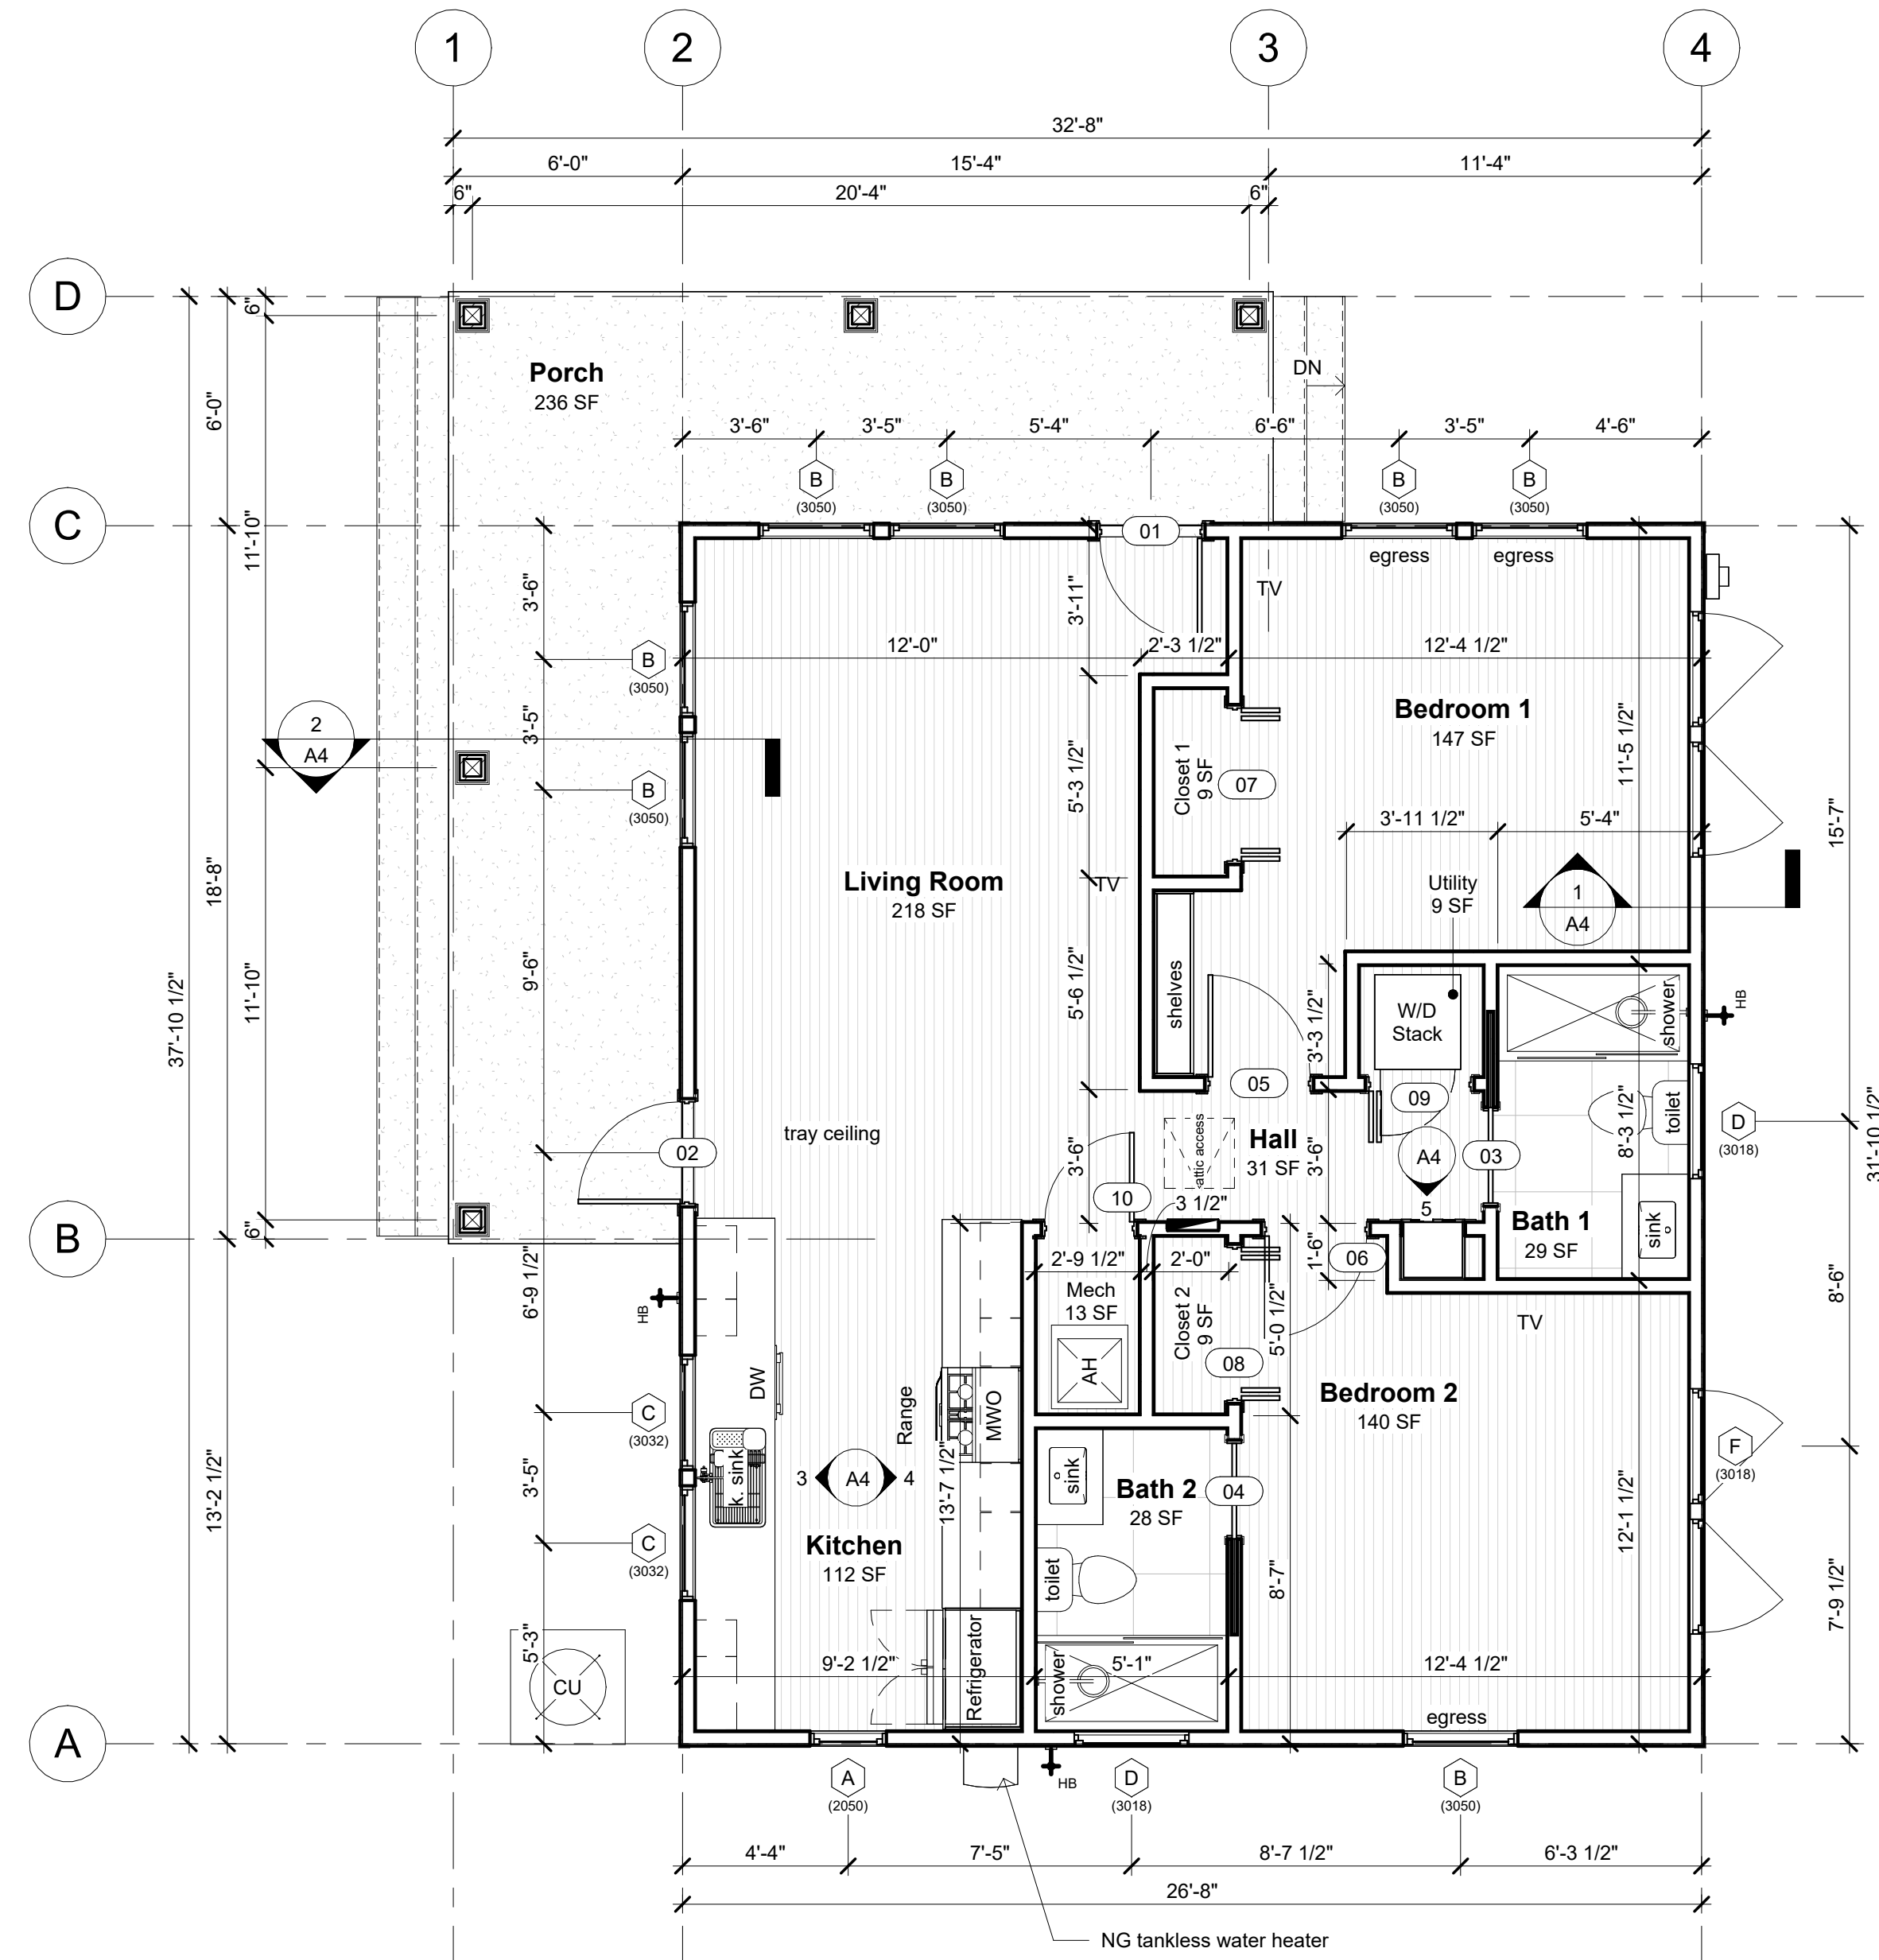 1
2
3
4
32'-8"
6'-0"
15'-4"
11'-4"
6"
20'-4"
6"
D
6"
Porch
236 SF
DN
6'-0"
3'-6"
3'-5"
5'-4"
6'-6"
3'-5"
4'-6"
B
(3050)
B
(3050)
B
(3050)
B
(3050)
C
01
11'-10"
egress
egress
3'-6"
3'-11"
TV
B
(3050)
12'-0"
2'-3 1/2"
12'-4 1/2"
Bedroom 1
147 SF
2
A4
3'-5"
11'-5 1/2"
B
(3050)
5'-3 1/2"
Closet 1
9 SF
07
3'-11 1/2"
5'-4"
15'-7"
18'-8"
Living Room
218 SF
TV
Utility
9 SF
1
A4
9'-6"
37'-10 1/2"
11'-10"
5'-6 1/2"
shelves
W/D
Stack
shower
HB
3'-3 1/2"
05
09
toilet
8'-3 1/2"
D
(3018)
31'-10 1/2"
tray ceiling
02
3'-6"
attic access
Hall
31 SF
3'-6"
A4
5
03
10
3 1/2"
B
6"
Bath 1
29 SF
sink
6'-9 1/2"
2'-9 1/2"
2'-0"
1'-6"
06
8'-6"
HB
Mech
13 SF
Closet 2
9 SF
5'-0 1/2"
TV
AH
08
DW
Range
MWO
Bedroom 2
140 SF
C
(3032)
F
(3018)
13'-2 1/2"
3'-5"
k. sink
3
A4
4
13'-7 1/2"
sink
Bath 2
28 SF
04
12'-1 1/2"
Kitchen
112 SF
C
(3032)
toilet
8'-7"
7'-9 1/2"
5'-3"
CU
9'-2 1/2"
Refrigerator
shower
5'-1"
12'-4 1/2"
egress
A
A
(2050)
HB
D
(3018)
B
(3050)
4'-4"
7'-5"
8'-7 1/2"
6'-3 1/2"
26'-8"
NG tankless water heater